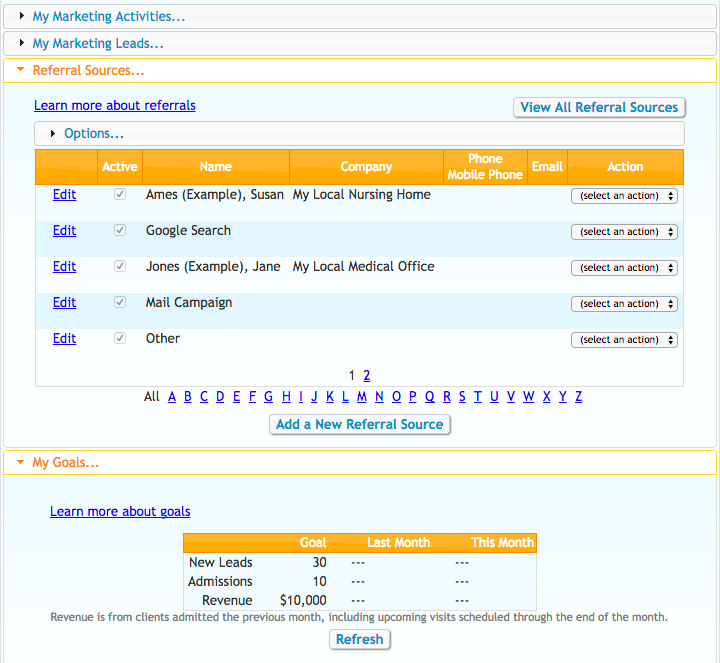 My Marketing Activities...
My Marketing Leads...
Referral Sources...
Learn more about referrals
View All Referral Sources
Options...
Active Name Company Phone Mobile Phone Email Action
Edit Ames (Example), Susan My Local Nursing Home (select an action)
Edit Google Search (select an action)
Edit Jones (Example), Jane My Local Medical Office (select an action)
Edit Mail Campaign (select an action)
Edit Other (select an action)
1 2
All A B C D E F G H I J K L M N O P Q R S T U V W X Y Z
Add a New Referral Source
My Goals...
Learn more about goals
Goal Last Month This Month
New Leads 30 --- ---
Admissions 10 --- ---
Revenue $10,000 --- ---
Revenue is from clients admitted the previous month, including upcoming visits scheduled through the end of the month.
Refresh